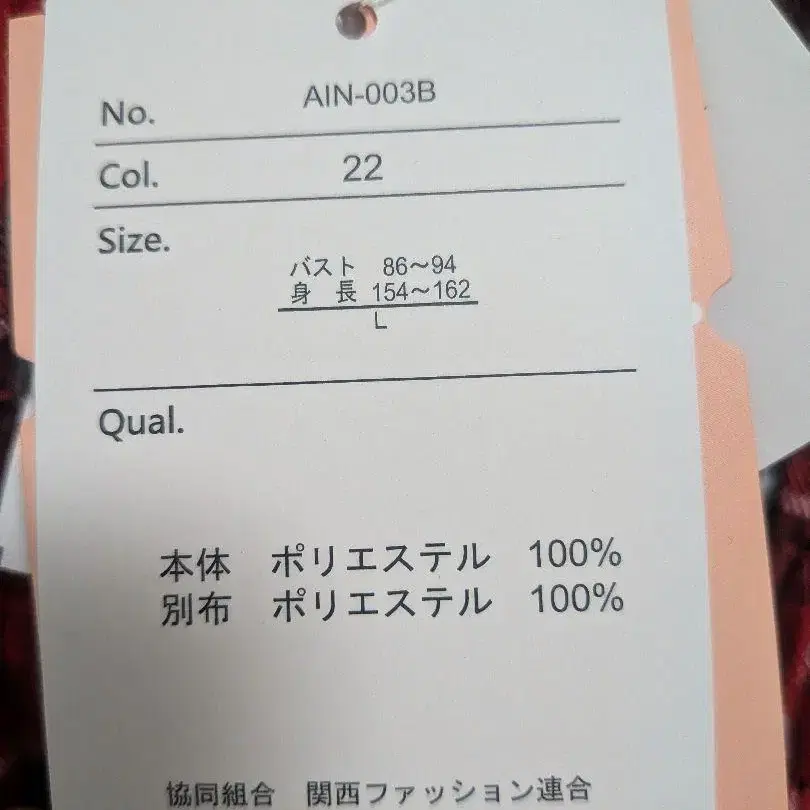 No. AIN-003B
Col. 22
Size.
バスト 86～94
身 長 154～162
L
Qual.
本体 ポリエステル 100%
別布 ポリエステル 100%
協同組合 関西ファッション連合